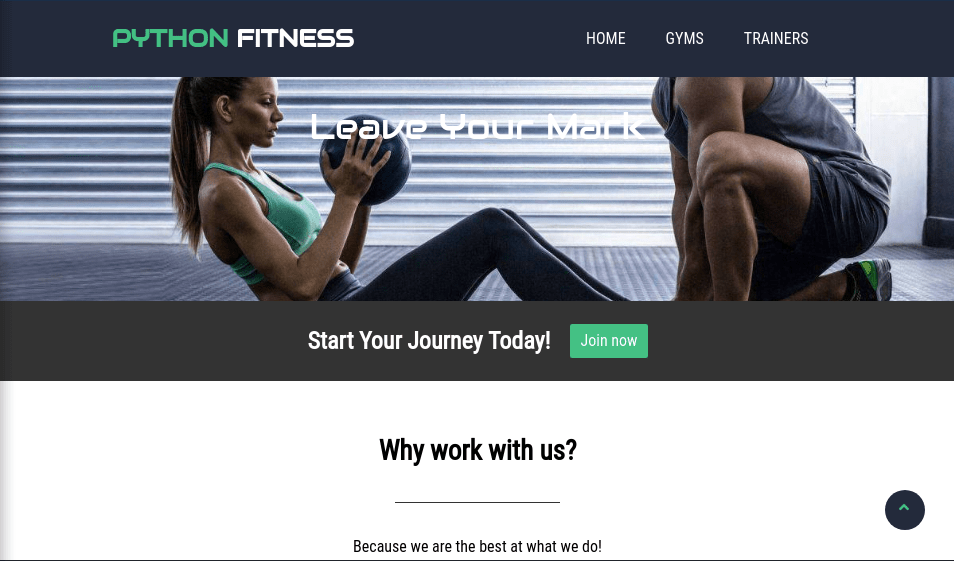 PYTHON FITNESS
HOME GYMS TRAINERS
Leave Your Mark
Start Your Journey Today!
Join now
Why work with us?
Because we are the best at what we do!